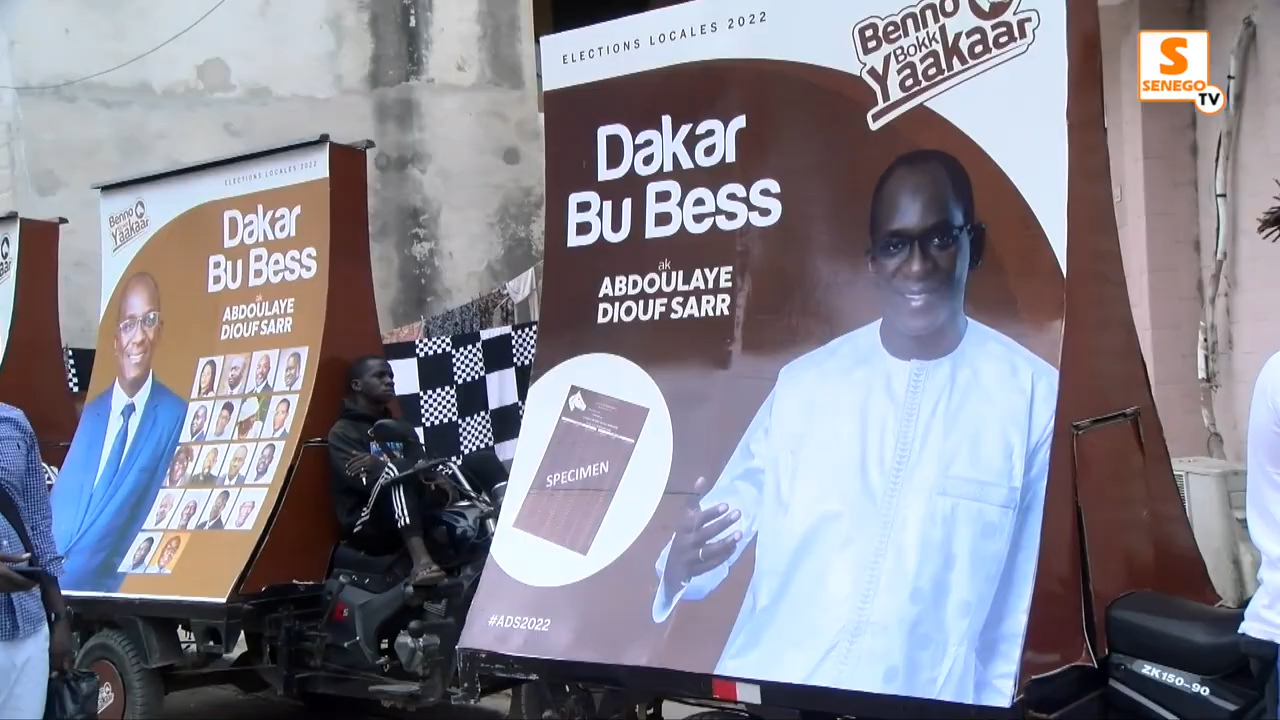 ELECTIONS LOCALES 2022
Benno
Bokk
Yaakaar
Dakar
Bu Bess
ak
ABDOULAYE
DIOUF SARR
SPECIMEN
#ADS2022
ELECTIONS LOCALES 2022
Benno
Yaakaar
Dakar
Bu Bess
ak
ABDOULAYE
DIOUF SARR
S
SENEGO
TV
ZK150-90